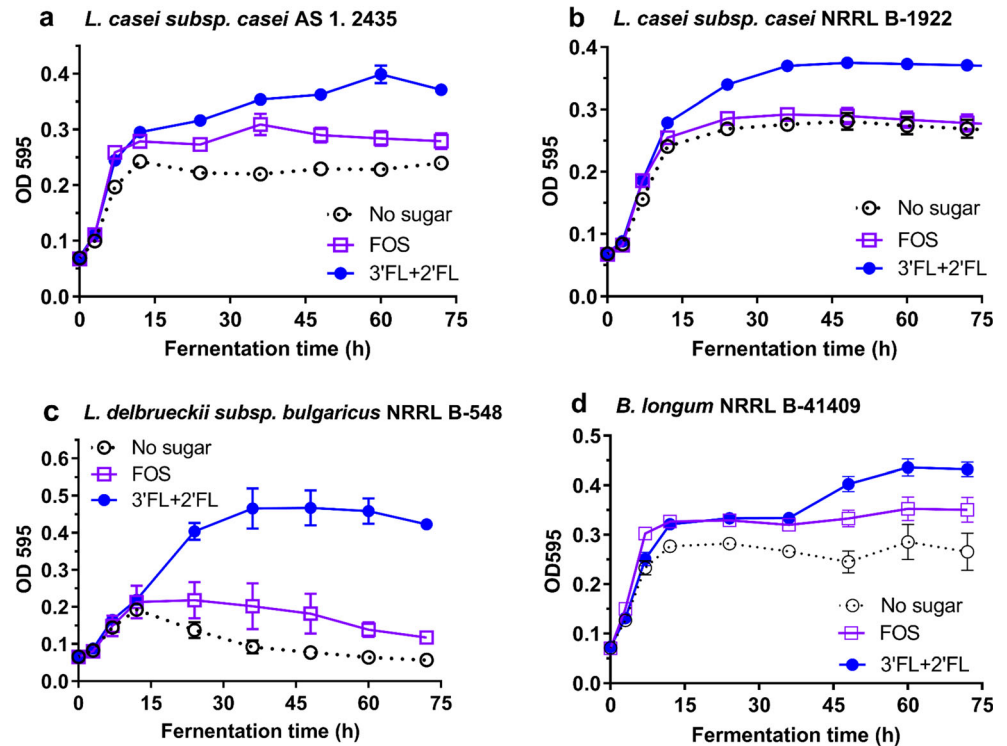 a L. casei subsp. casei AS 1. 2435
0.5
0.4
0.3
0.2
0.1
0.0
OD 595
No sugar
FOS
3'FL+2'FL
0 15 30 45 60 75
Fernentation time (h)
b L. casei subsp. casei NRRL B-1922
0.4
0.3
0.2
0.1
0.0
OD 595
No sugar
FOS
3'FL+2'FL
0 15 30 45 60 75
Fernentation time (h)
c L. delbrueckii subsp. bulgaricus NRRL B-548
No sugar
FOS
3'FL+2'FL
0.6
0.5
0.4
0.3
0.2
0.1
0.0
OD 595
0 15 30 45 60 75
Fernentation time (h)
d B. longum NRRL B-41409
0.5
0.4
0.3
0.2
0.1
0.0
OD595
No sugar
FOS
3'FL+2'FL
0 15 30 45 60 75
Fernentation time (h)